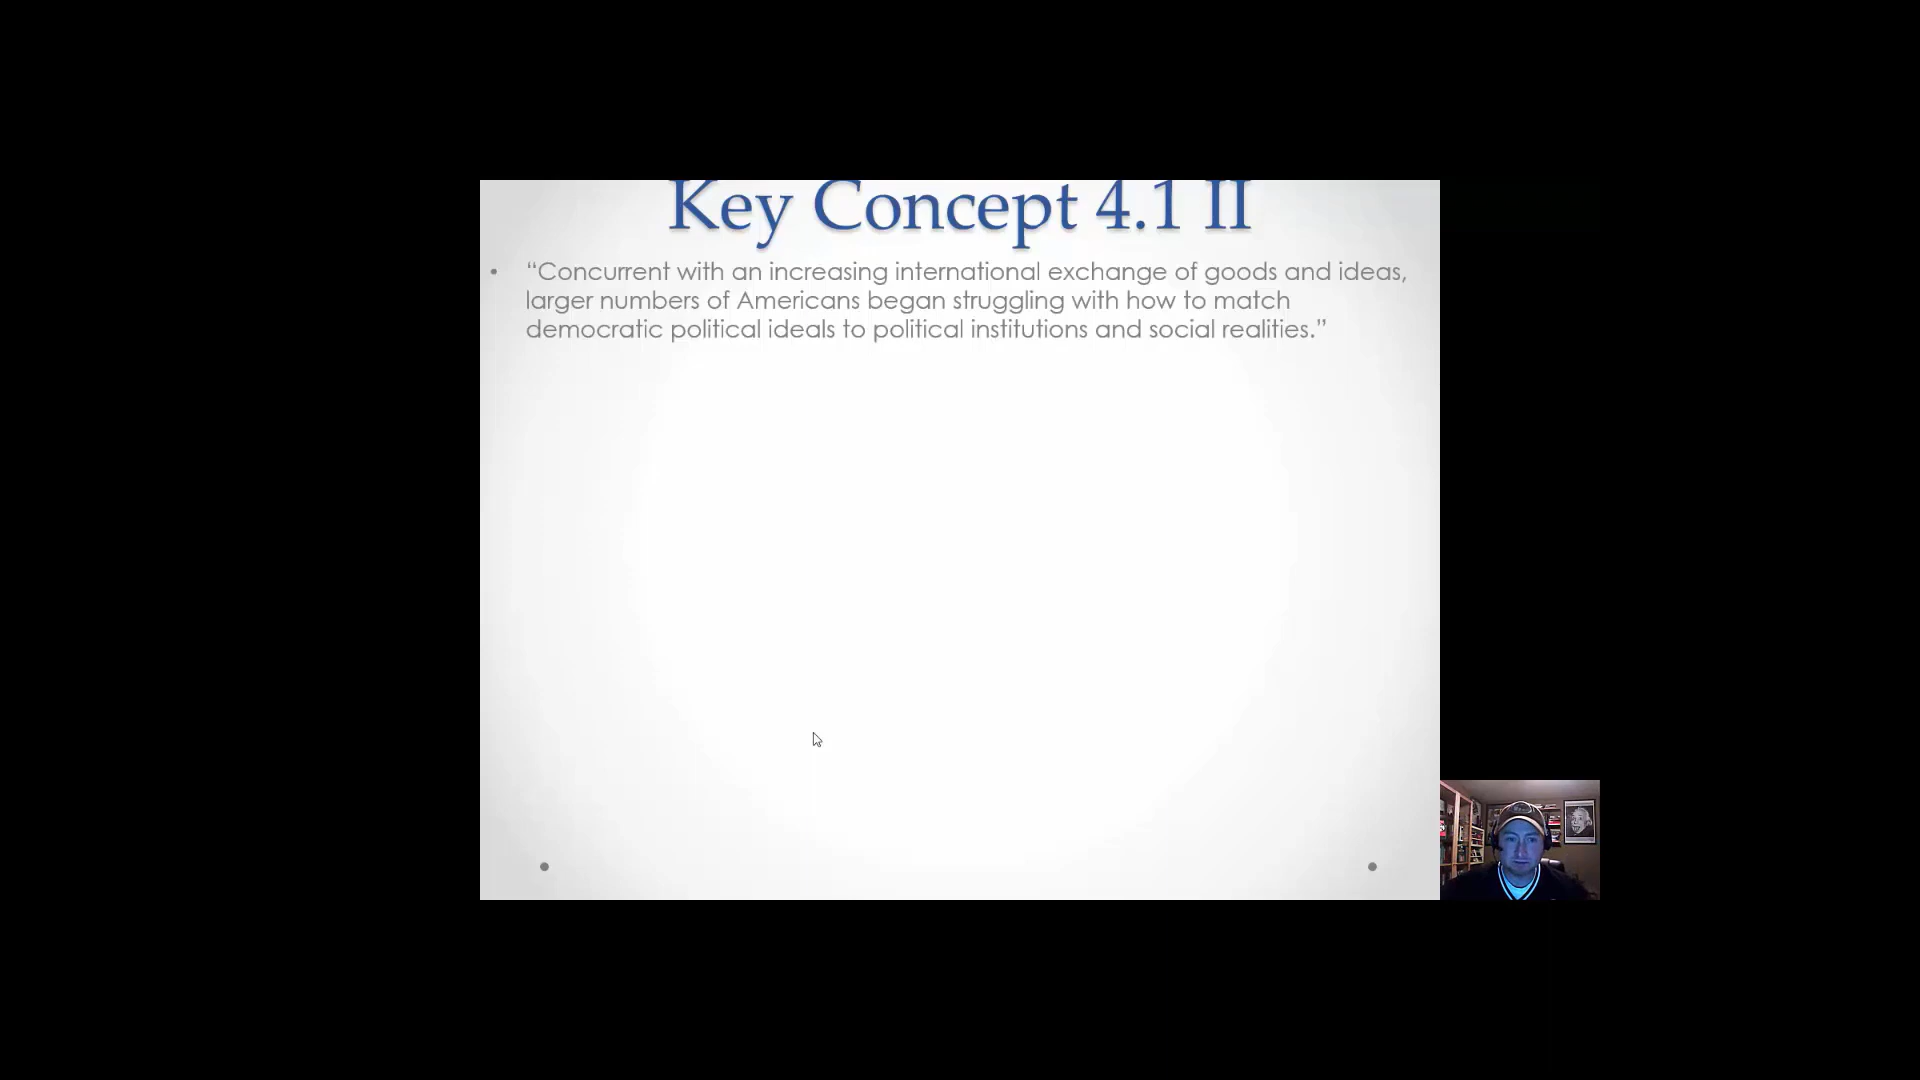 Key Concept 4.1 II
• “Concurrent with an increasing international exchange of goods and ideas,
larger numbers of Americans began struggling with how to match
democratic political ideals to political institutions and social realities.”